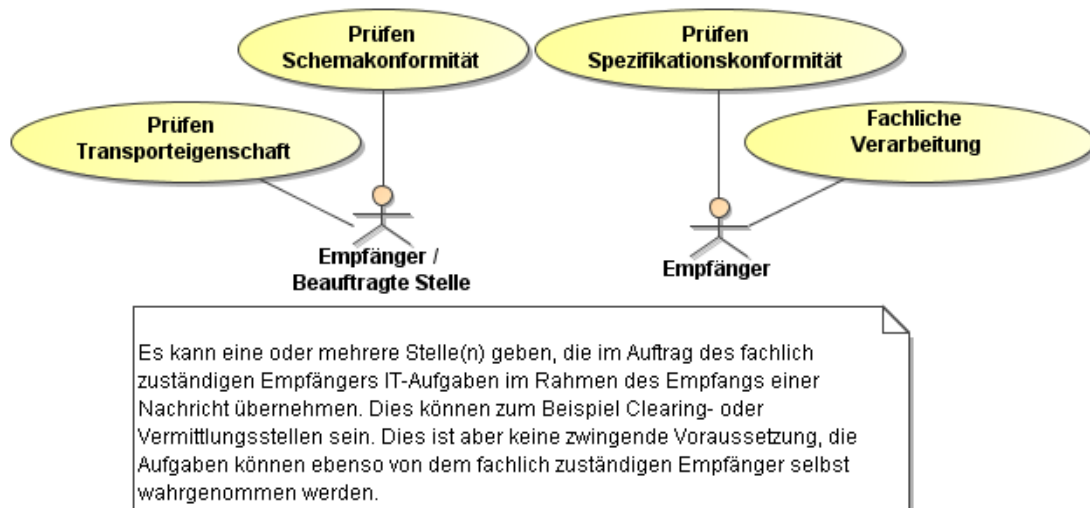 Prüfen
Schemakonformität
Prüfen
Spezifikationskonformität
Prüfen
Transporteigenschaft
Fachliche
Verarbeitung
Empfänger /
Beauftragte Stelle
Empfänger
Es kann eine oder mehrere Stelle(n) geben, die im Auftrag des fachlich
zuständigen Empfängers IT-Aufgaben im Rahmen des Empfangs einer
Nachricht übernehmen. Dies können zum Beispiel Clearing- oder
Vermittlungsstellen sein. Dies ist aber keine zwingende Voraussetzung, die
Aufgaben können ebenso von dem fachlich zuständigen Empfänger selbst
wahrgenommen werden.